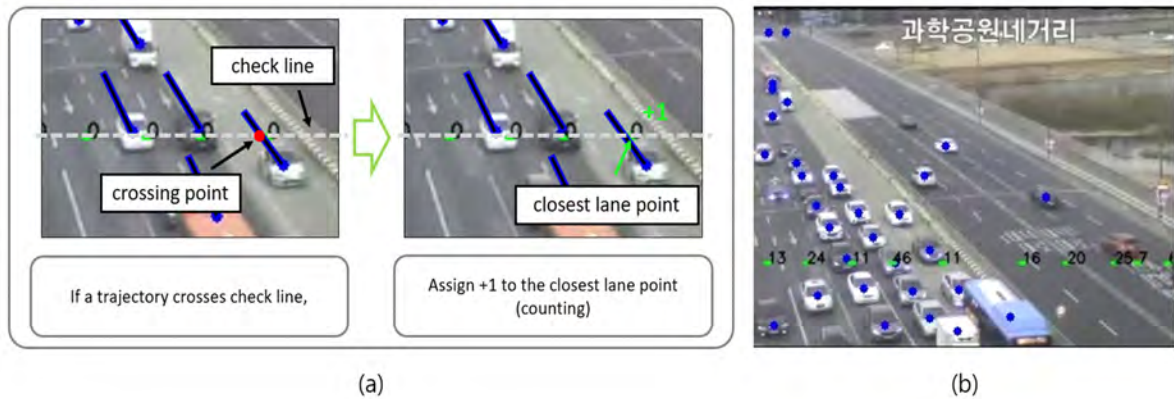 check line
crossing point
+1
closest lane point
If a trajectory crosses check line,
Assign +1 to the closest lane point
(counting)
과학공원네거리
13 24 11 46 11 16 20 25 7
(a)
(b)